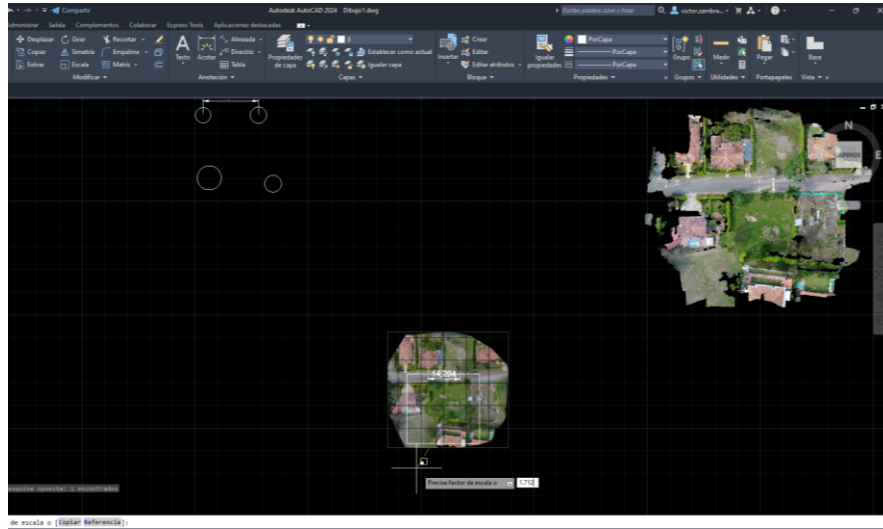 Compartir Autodesk AutoCAD 2024 Dibujo1.dwg Escriba palabra clave o frase victor.zambra...
Administrar Salida Complementos Colaborar Express Tools Aplicaciones destacadas
Desplazar Girar Recortar
Copiar Simetría Empalme
Estirar Escala Matriz
Modificar
Texto Acotar
Alineada
Directriz
Tabla
Anotación
Propiedades de capa
0
Establecer como actual
Igualar capa
Capas
Insertar
Crear
Editar
Editar atributos
Bloque
Igualar propiedades
PorCapa
PorCapa
PorCapa
Propiedades
Grupo
Grupos
Medir
Utilidades
Pegar
Portapapeles
Base
Vista
N
SUPERIOR
E
14,294
Precise factor de escala o 1.712
esquina opuesta: 1 encontrados
de escala o [Copiar Referencia]: